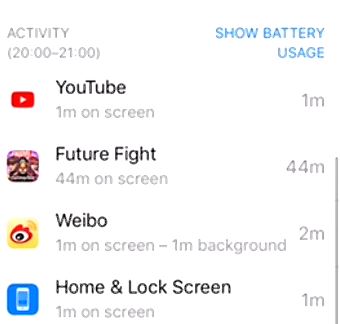 ACTIVITY
SHOW BATTERY
(20:00–21:00)
USAGE
YouTube
1m on screen
1m
Future Fight
44m on screen
44m
Weibo
1m on screen – 1m background
2m
Home & Lock Screen
1m on screen
1m